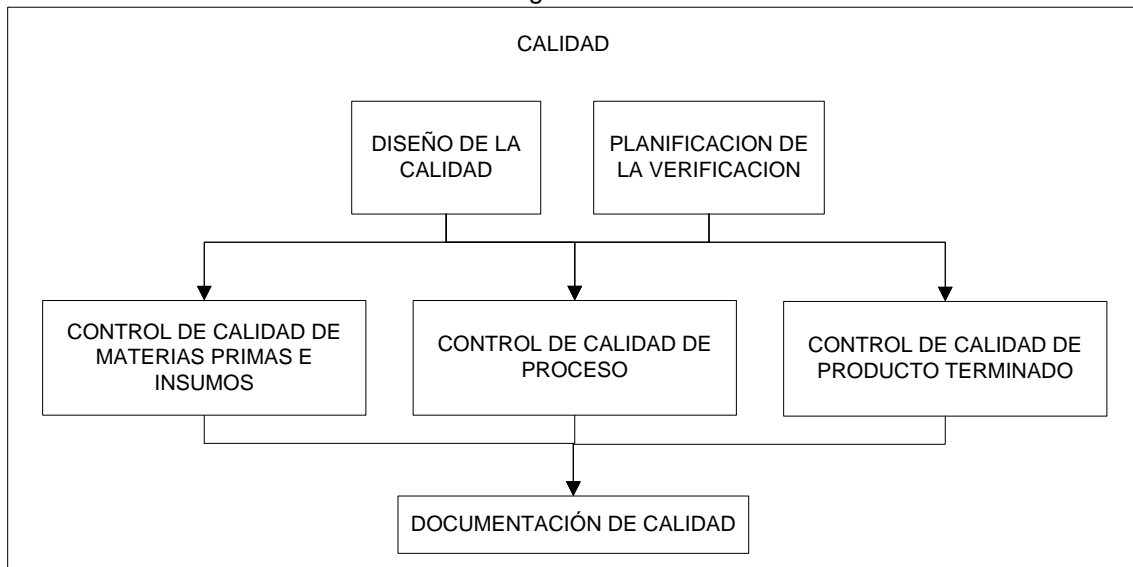 CALIDAD
DISEÑO DE LA
CALIDAD
PLANIFICACION DE
LA VERIFICACION
CONTROL DE CALIDAD DE
MATERIAS PRIMAS E
INSUMOS
CONTROL DE CALIDAD DE
PROCESO
CONTROL DE CALIDAD DE
PRODUCTO TERMINADO
DOCUMENTACIÓN DE CALIDAD